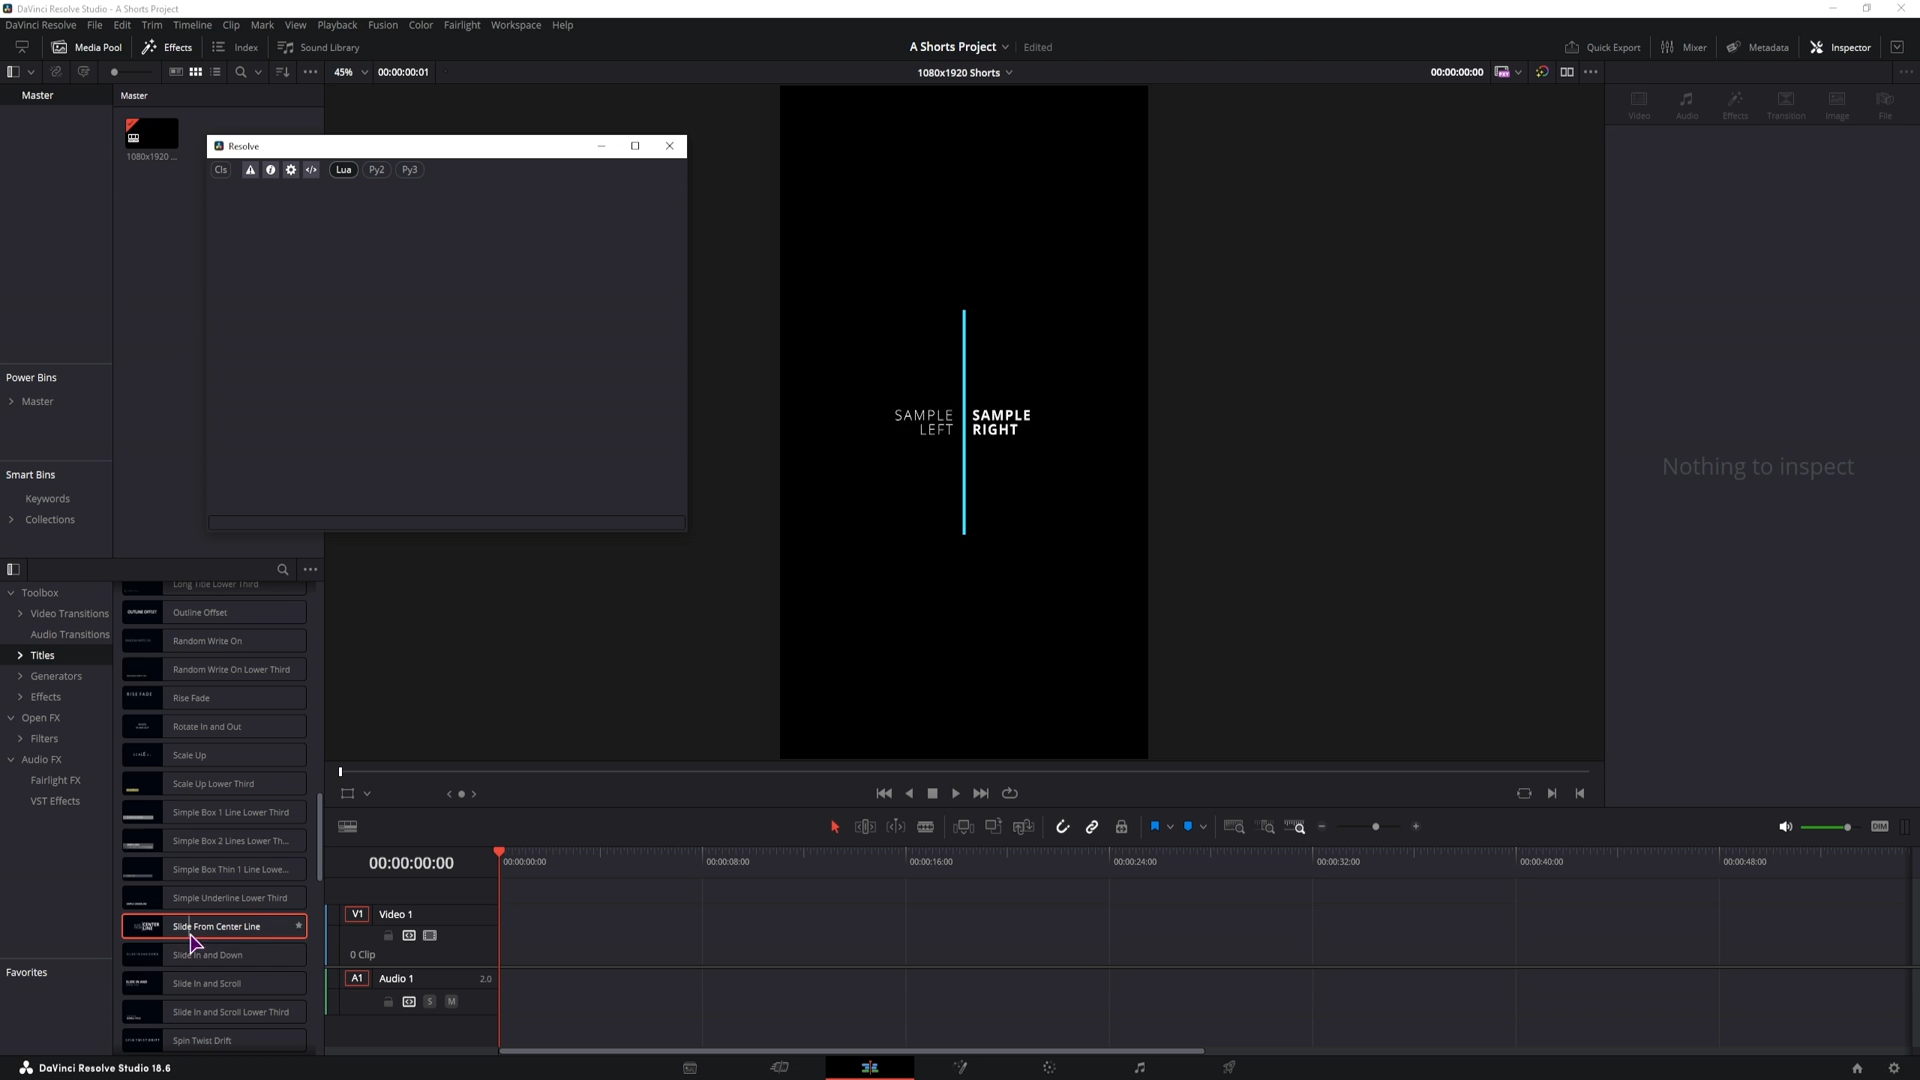 DaVinci Resolve Studio - A Shorts Project
DaVinci Resolve File Edit Trim Timeline Clip Mark View Playback Fusion Color Fairlight Workspace Help
Media Pool Effects Index Sound Library
A Shorts Project Edited
Quick Export Mixer Metadata Inspector
45% 00:00:00:01
1080x1920 Shorts
00:00:00:00
Master
Master
1080x1920 ...
Resolve
Cls Lua Py2 Py3
Video Audio Effects Transition Image File
SAMPLE LEFT
SAMPLE RIGHT
Nothing to inspect
Power Bins
Master
Smart Bins
Keywords
Collections
Toolbox
Video Transitions
Audio Transitions
Titles
Generators
Effects
Open FX
Filters
Audio FX
Fairlight FX
VST Effects
Favorites
Long Title Lower Third
Outline Offset
Random Write On
Random Write On Lower Third
Rise Fade
Rotate In and Out
Scale Up
Scale Up Lower Third
Simple Box 1 Line Lower Third
Simple Box 2 Lines Lower Th...
Simple Box Thin 1 Line Lowe...
Simple Underline Lower Third
Slide From Center Line
Slide In and Down
Slide In and Scroll
Slide In and Scroll Lower Third
Spin Twist Drift
DIM
00:00:00:00
00:00:00:00 00:00:08:00 00:00:16:00 00:00:24:00 00:00:32:00 00:00:40:00 00:00:48:00
V1 Video 1
0 Clip
A1 Audio 1 2.0
S M
DaVinci Resolve Studio 18.6